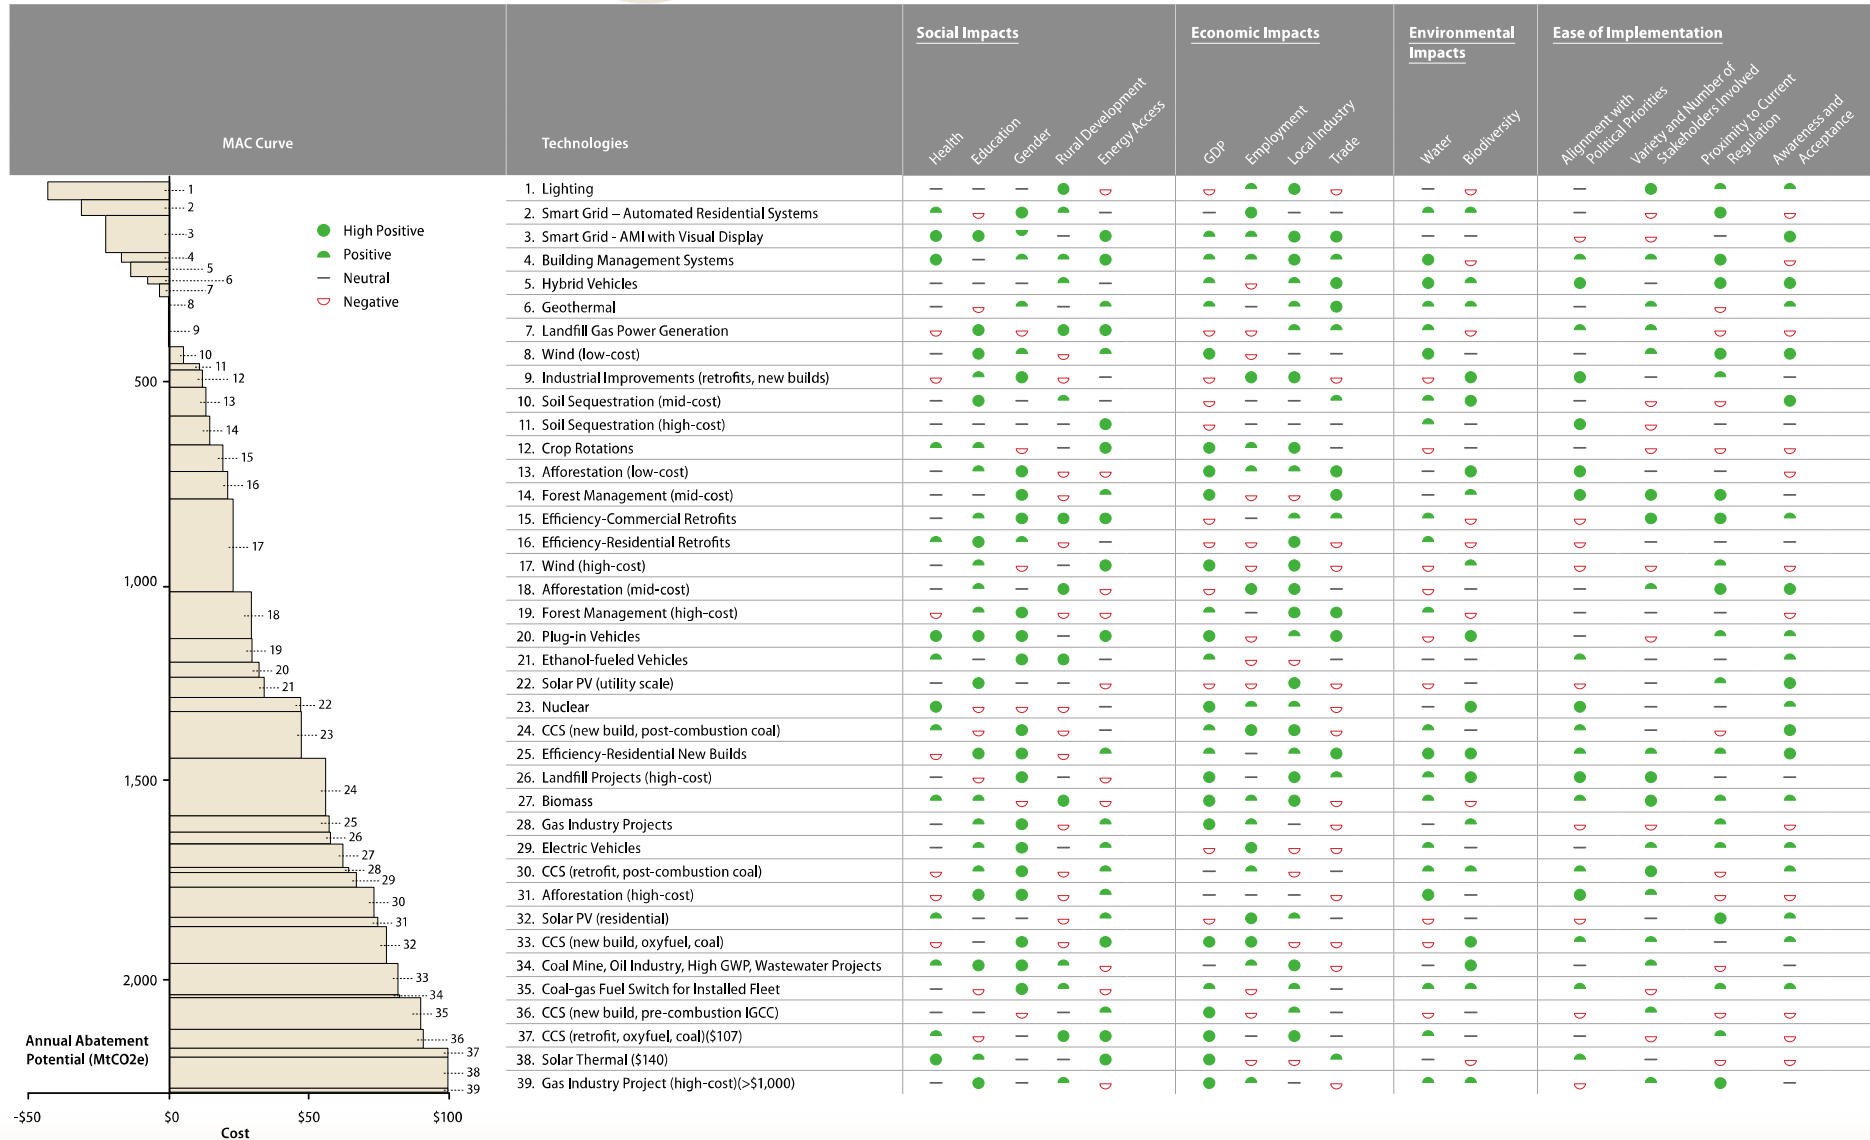 Social Impacts
Economic Impacts
Environmental
Impacts
Ease of Implementation
MAC Curve
Technologies
Health
Education
Gender
Rural Development
Energy Access
GDP
Employment
Local Industry
Trade
Water
Biodiversity
Alignment with
Political Priorities
Variety and Number of
Stakeholders Involved
Proximity to Current
Regulation
Awareness and
Acceptance
1
2
3
4
5
6
7
8
9
10
11
12
13
14
15
16
17
18
19
20
21
22
23
24
25
26
27
28
29
30
31
32
33
34
35
36
37
38
39
500
1,000
1,500
2,000
Annual Abatement
Potential (MtCO2e)
-$50
$0
$50
$100
Cost
High Positive
Positive
Neutral
Negative
1. Lighting
2. Smart Grid – Automated Residential Systems
3. Smart Grid - AMI with Visual Display
4. Building Management Systems
5. Hybrid Vehicles
6. Geothermal
7. Landfill Gas Power Generation
8. Wind (low-cost)
9. Industrial Improvements (retrofits, new builds)
10. Soil Sequestration (mid-cost)
11. Soil Sequestration (high-cost)
12. Crop Rotations
13. Afforestation (low-cost)
14. Forest Management (mid-cost)
15. Efficiency-Commercial Retrofits
16. Efficiency-Residential Retrofits
17. Wind (high-cost)
18. Afforestation (mid-cost)
19. Forest Management (high-cost)
20. Plug-in Vehicles
21. Ethanol-fueled Vehicles
22. Solar PV (utility scale)
23. Nuclear
24. CCS (new build, post-combustion coal)
25. Efficiency-Residential New Builds
26. Landfill Projects (high-cost)
27. Biomass
28. Gas Industry Projects
29. Electric Vehicles
30. CCS (retrofit, post-combustion coal)
31. Afforestation (high-cost)
32. Solar PV (residential)
33. CCS (new build, oxyfuel, coal)
34. Coal Mine, Oil Industry, High GWP, Wastewater Projects
35. Coal-gas Fuel Switch for Installed Fleet
36. CCS (new build, pre-combustion IGCC)
37. CCS (retrofit, oxyfuel, coal)($107)
38. Solar Thermal ($140)
39. Gas Industry Project (high-cost)(>$1,000)